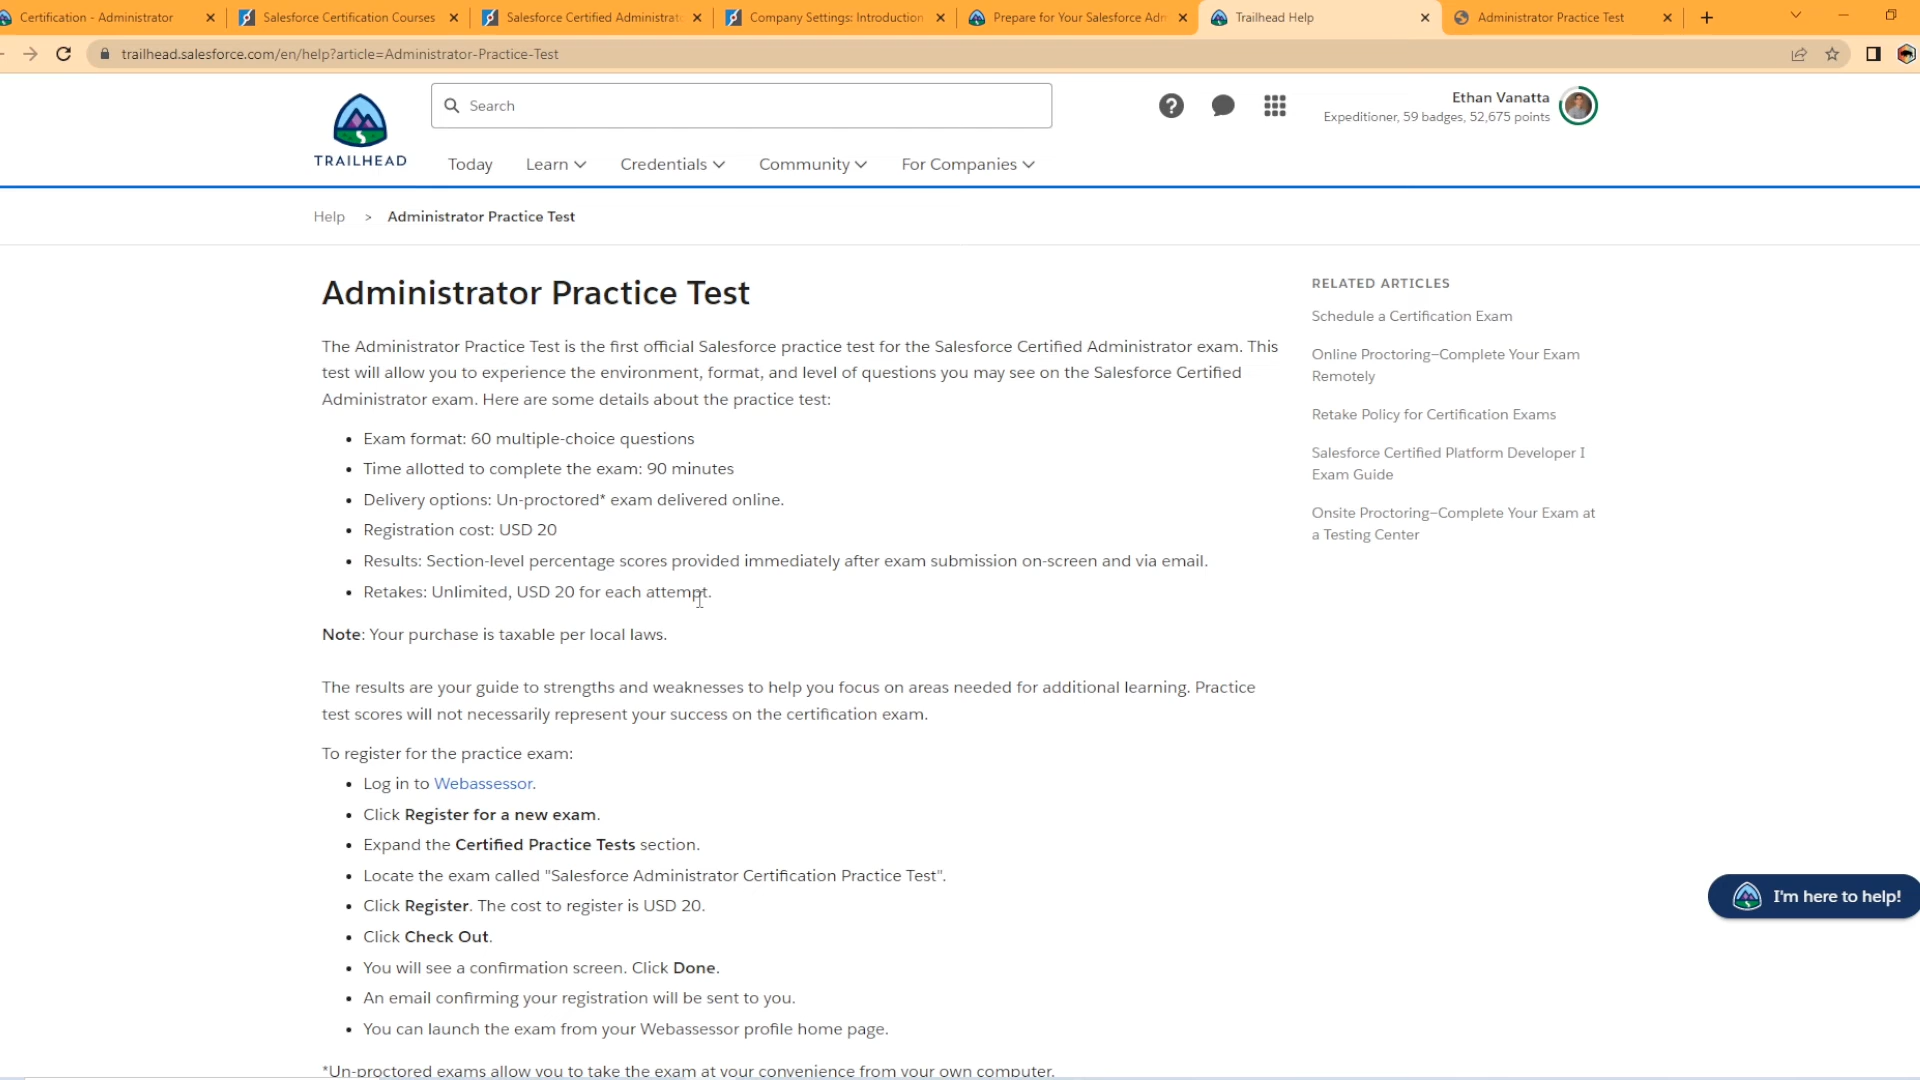 Certification - Administrator
Salesforce Certification Courses
Salesforce Certified Administrat
Company Settings: Introduction
Prepare for Your Salesforce Adm
Trailhead Help
Administrator Practice Test
trailhead.salesforce.com/en/help?article=Administrator-Practice-Test
TRAILHEAD
Search
Ethan Vanatta
Expeditioner, 59 badges, 52,675 points
Today Learn Credentials Community For Companies
Help > Administrator Practice Test
Administrator Practice Test
The Administrator Practice Test is the first official Salesforce practice test for the Salesforce Certified Administrator exam. This
test will allow you to experience the environment, format, and level of questions you may see on the Salesforce Certified
Administrator exam. Here are some details about the practice test:
• Exam format: 60 multiple-choice questions
• Time allotted to complete the exam: 90 minutes
• Delivery options: Un-proctored* exam delivered online.
• Registration cost: USD 20
• Results: Section-level percentage scores provided immediately after exam submission on-screen and via email.
• Retakes: Unlimited, USD 20 for each attempt.
Note: Your purchase is taxable per local laws.
The results are your guide to strengths and weaknesses to help you focus on areas needed for additional learning. Practice
test scores will not necessarily represent your success on the certification exam.
To register for the practice exam:
• Log in to Webassessor.
• Click Register for a new exam.
• Expand the Certified Practice Tests section.
• Locate the exam called "Salesforce Administrator Certification Practice Test".
• Click Register. The cost to register is USD 20.
• Click Check Out.
• You will see a confirmation screen. Click Done.
• An email confirming your registration will be sent to you.
• You can launch the exam from your Webassessor profile home page.
*Un-proctored exams allow you to take the exam at your convenience from your own computer.
RELATED ARTICLES
Schedule a Certification Exam
Online Proctoring—Complete Your Exam
Remotely
Retake Policy for Certification Exams
Salesforce Certified Platform Developer I
Exam Guide
Onsite Proctoring—Complete Your Exam at
a Testing Center
I'm here to help!